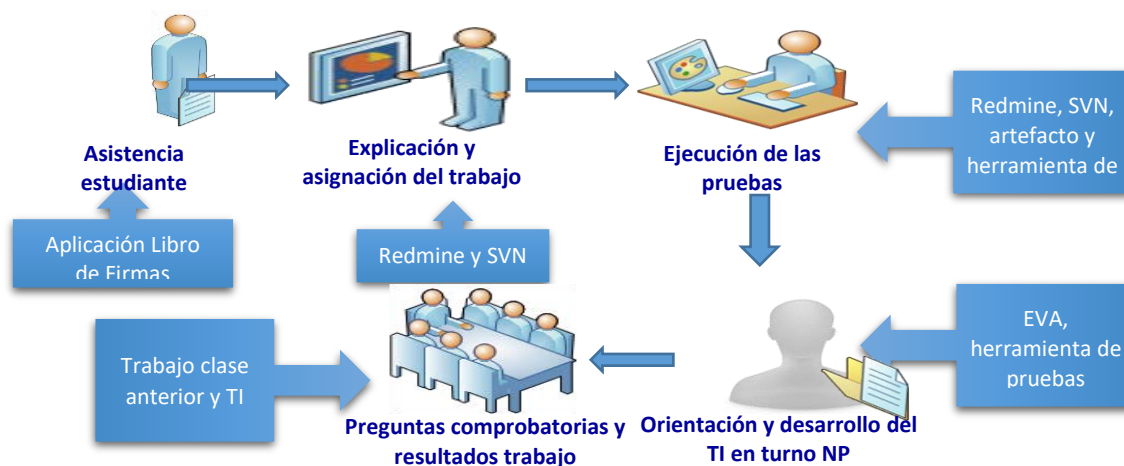 Asistencia
estudiante
Explicación y
asignación del trabajo
Ejecución de las
pruebas
Redmine, SVN,
artefacto y
herramienta de
Aplicación Libro
de Firmas
Redmine y SVN
Trabajo clase
anterior y TI
EVA,
herramienta de
pruebas
Preguntas comprobatorias y
resultados trabajo
Orientación y desarrollo del
TI en turno NP